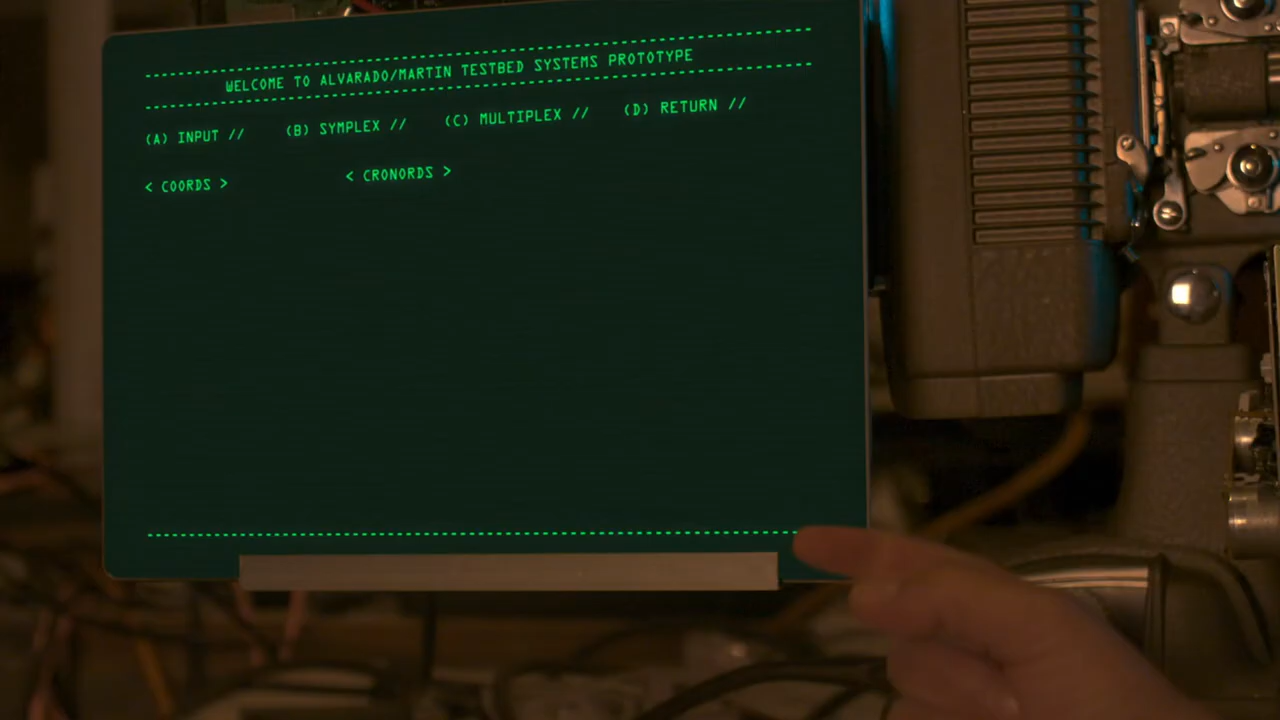 WELCOME TO ALVARADO/MARTIN TESTBED SYSTEMS PROTOTYPE
(A) INPUT // (B) SYMPLEX // (C) MULTIPLEX // (D) RETURN //
< COORDS > < CRONORDS >